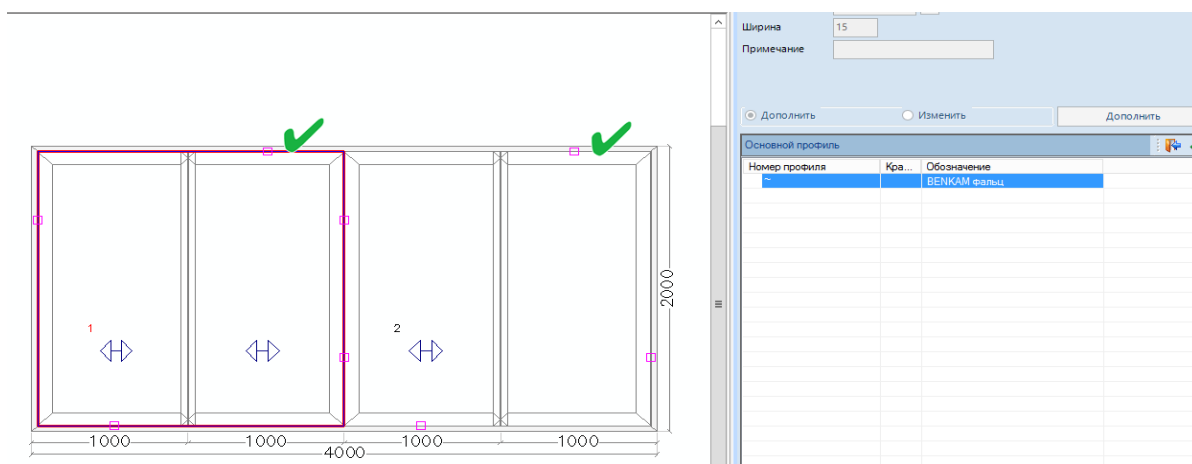 Ширина 15
Примечание
Дополнить Изменить Дополнить
Основной профиль
Номер профиля Кра... Обозначение
~ BENKAM фальц
2000
1 2
1000 1000 1000 1000
4000